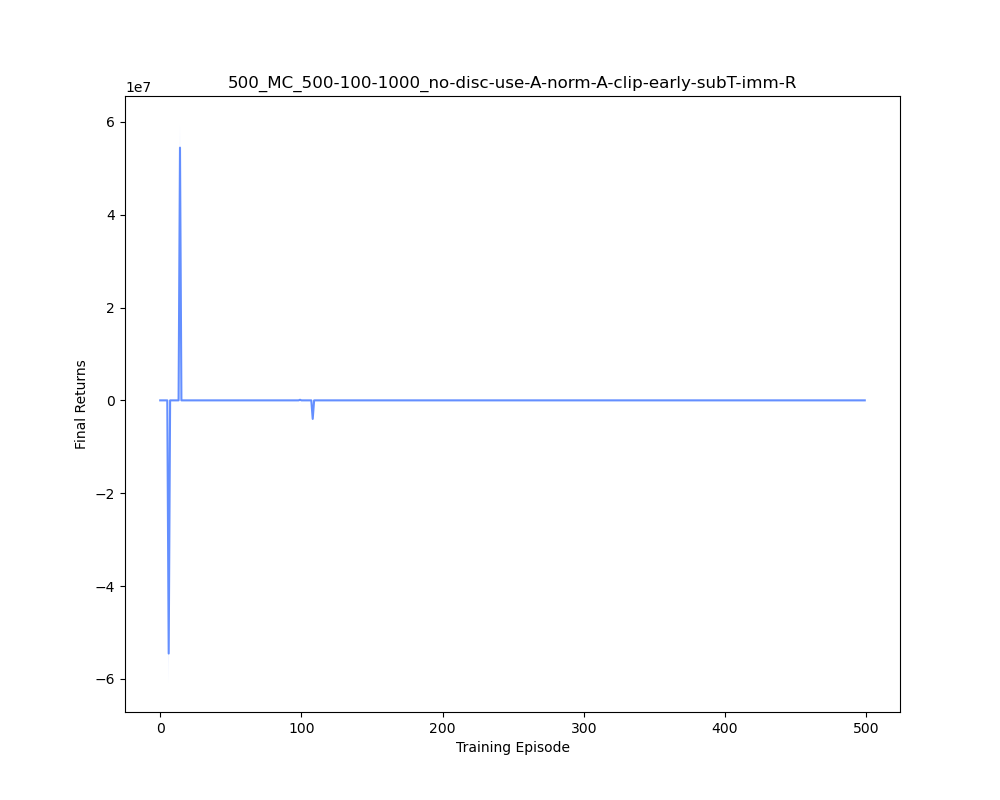 500_MC_500-100-1000_no-disc-use-A-norm-A-clip-early-subT-imm-R
1e7
6
4
2
0
−2
−4
−6
Final Returns
0 100 200 300 400 500
Training Episode